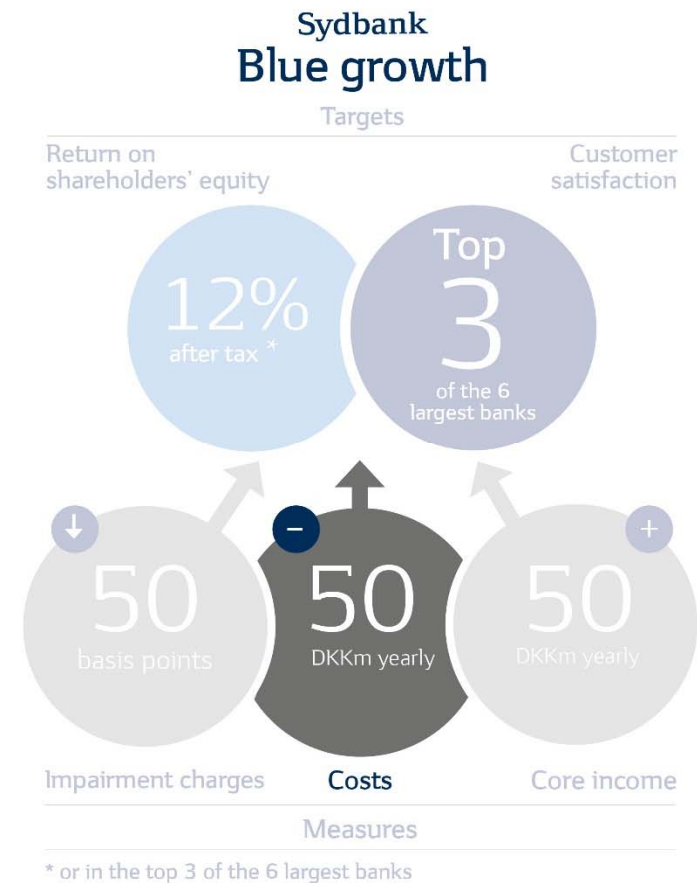 Sydbank
Blue growth
Targets
Return on
shareholders' equity
Customer
satisfaction
12%
after tax *
Top
3
of the 6
largest banks
50
basis points
−
50
DKKm yearly
+
50
DKKm yearly
Impairment charges
Costs
Core income
Measures
* or in the top 3 of the 6 largest banks